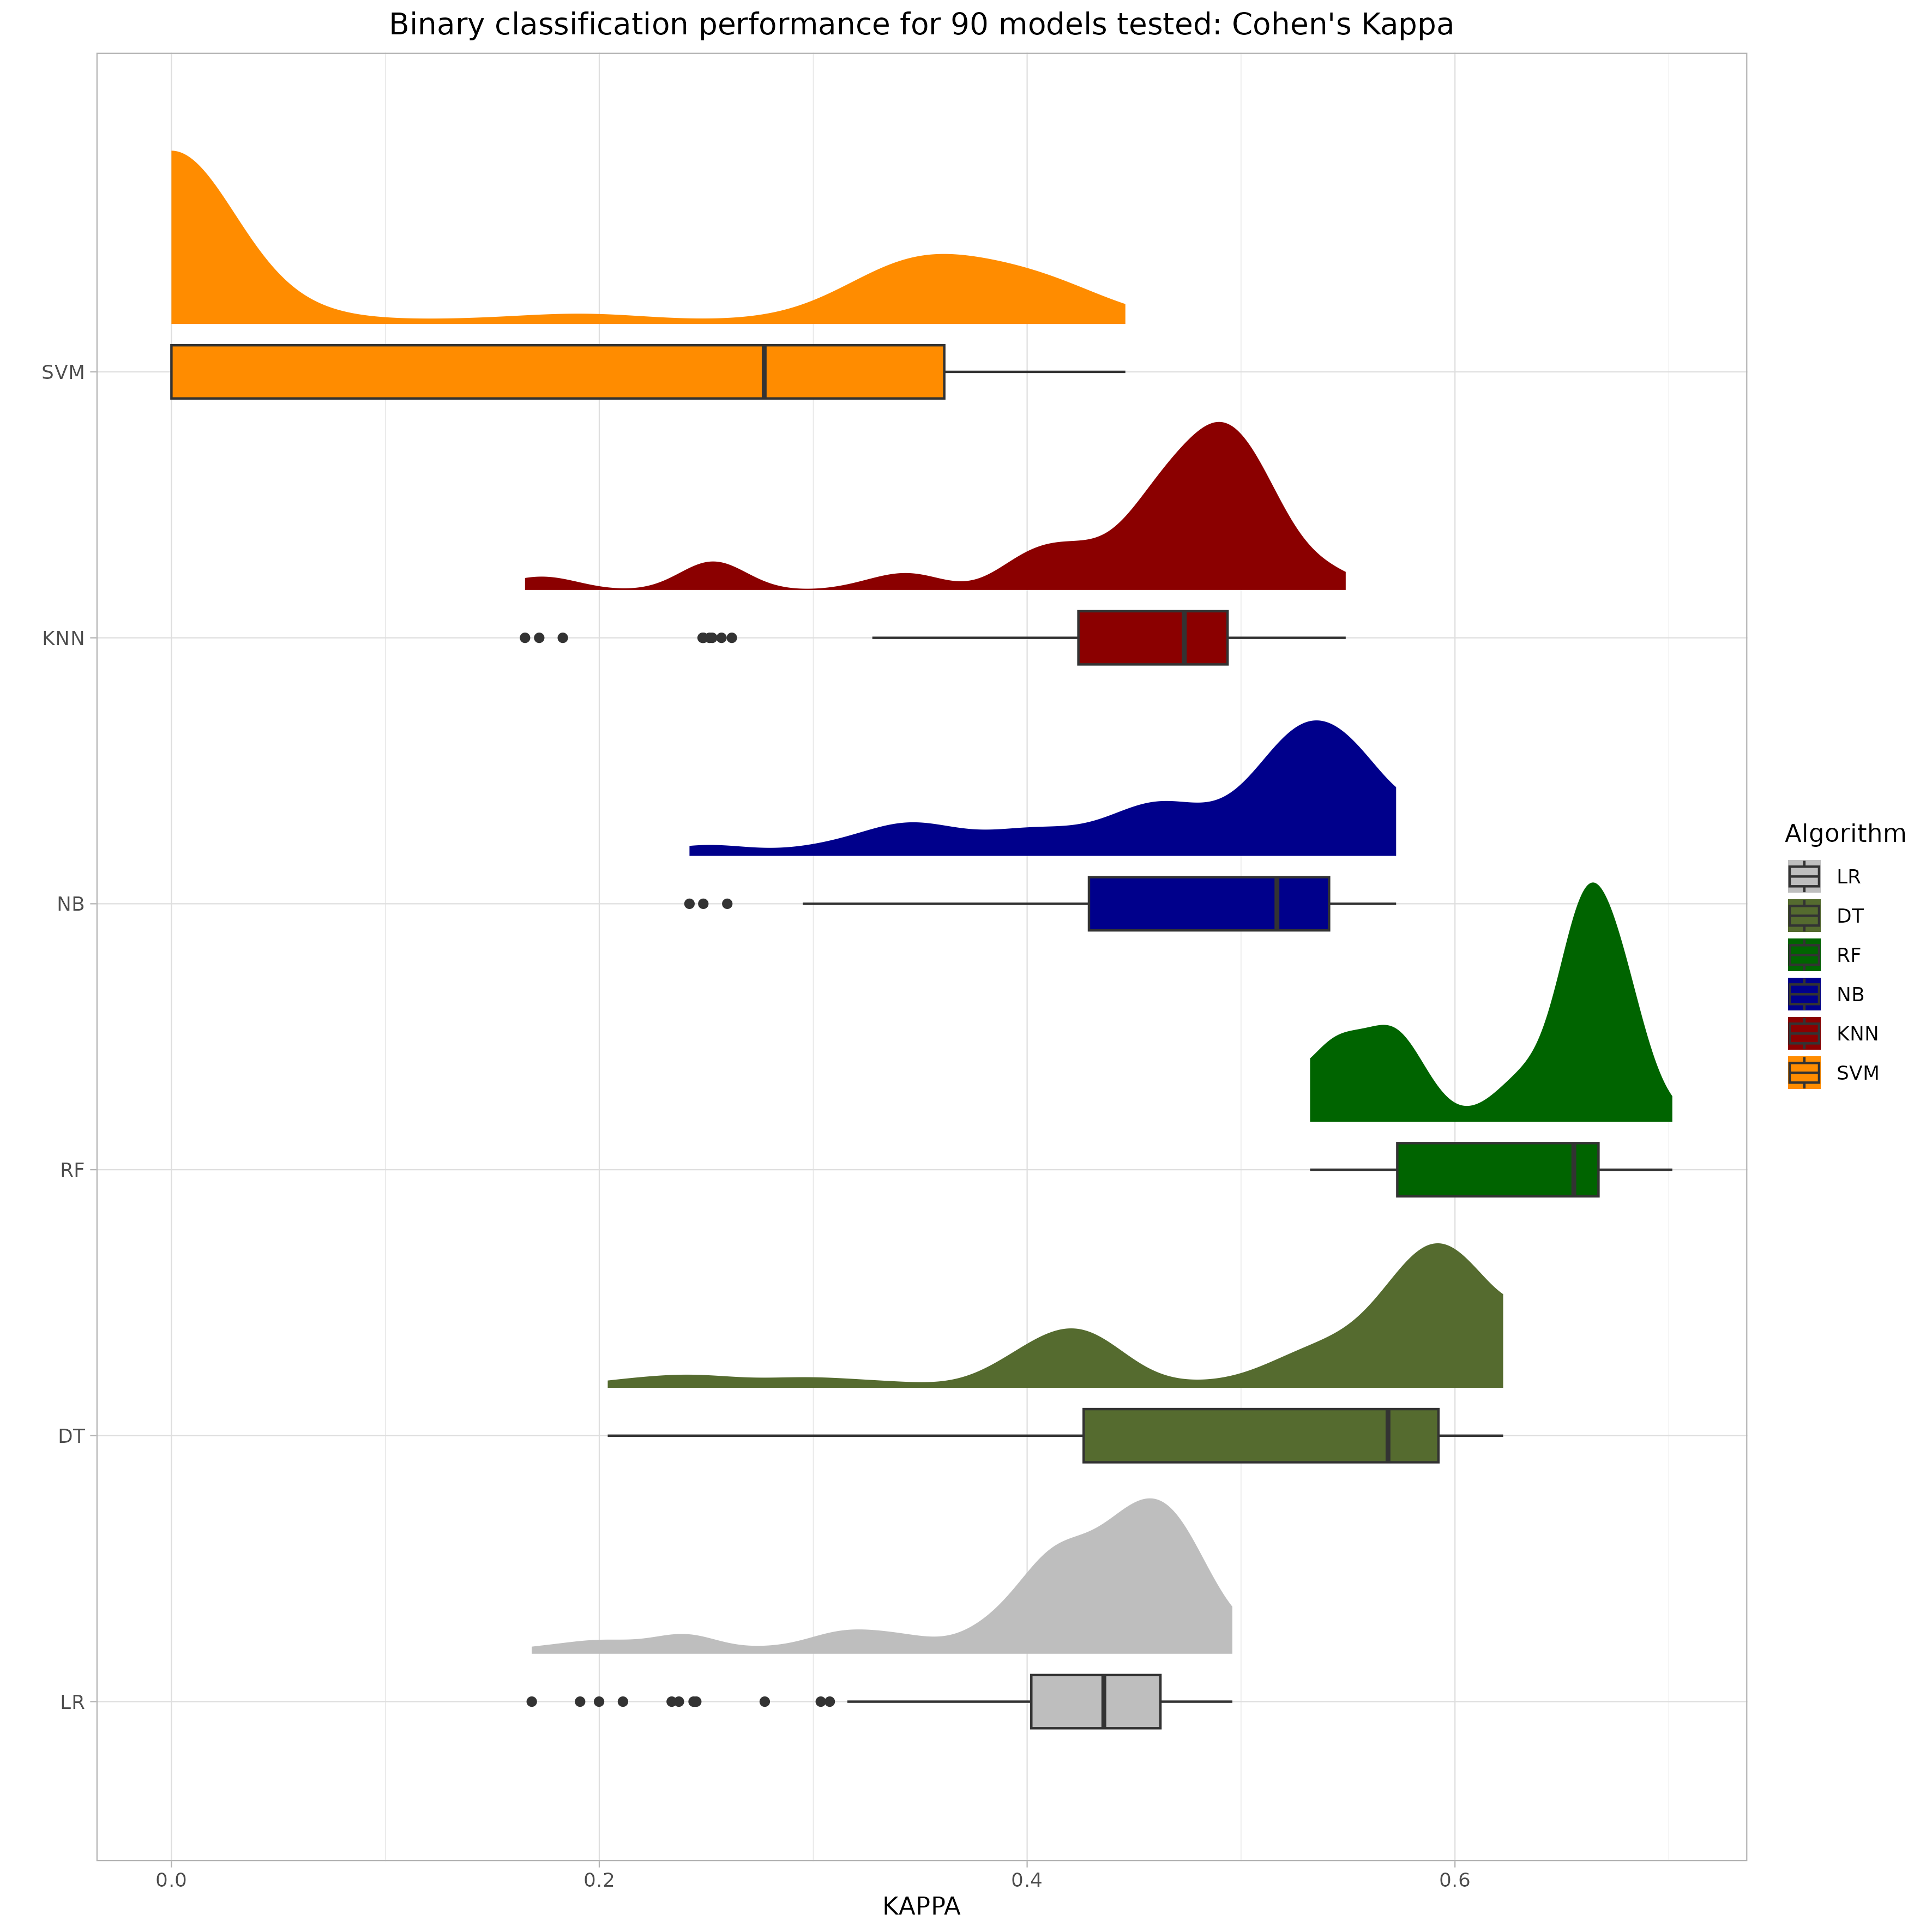 Binary classification performance for 90 models tested: Cohen's Kappa
SVM
KNN
NB
RF
DT
LR
0.0 0.2 0.4 0.6
KAPPA
Algorithm
LR
DT
RF
NB
KNN
SVM